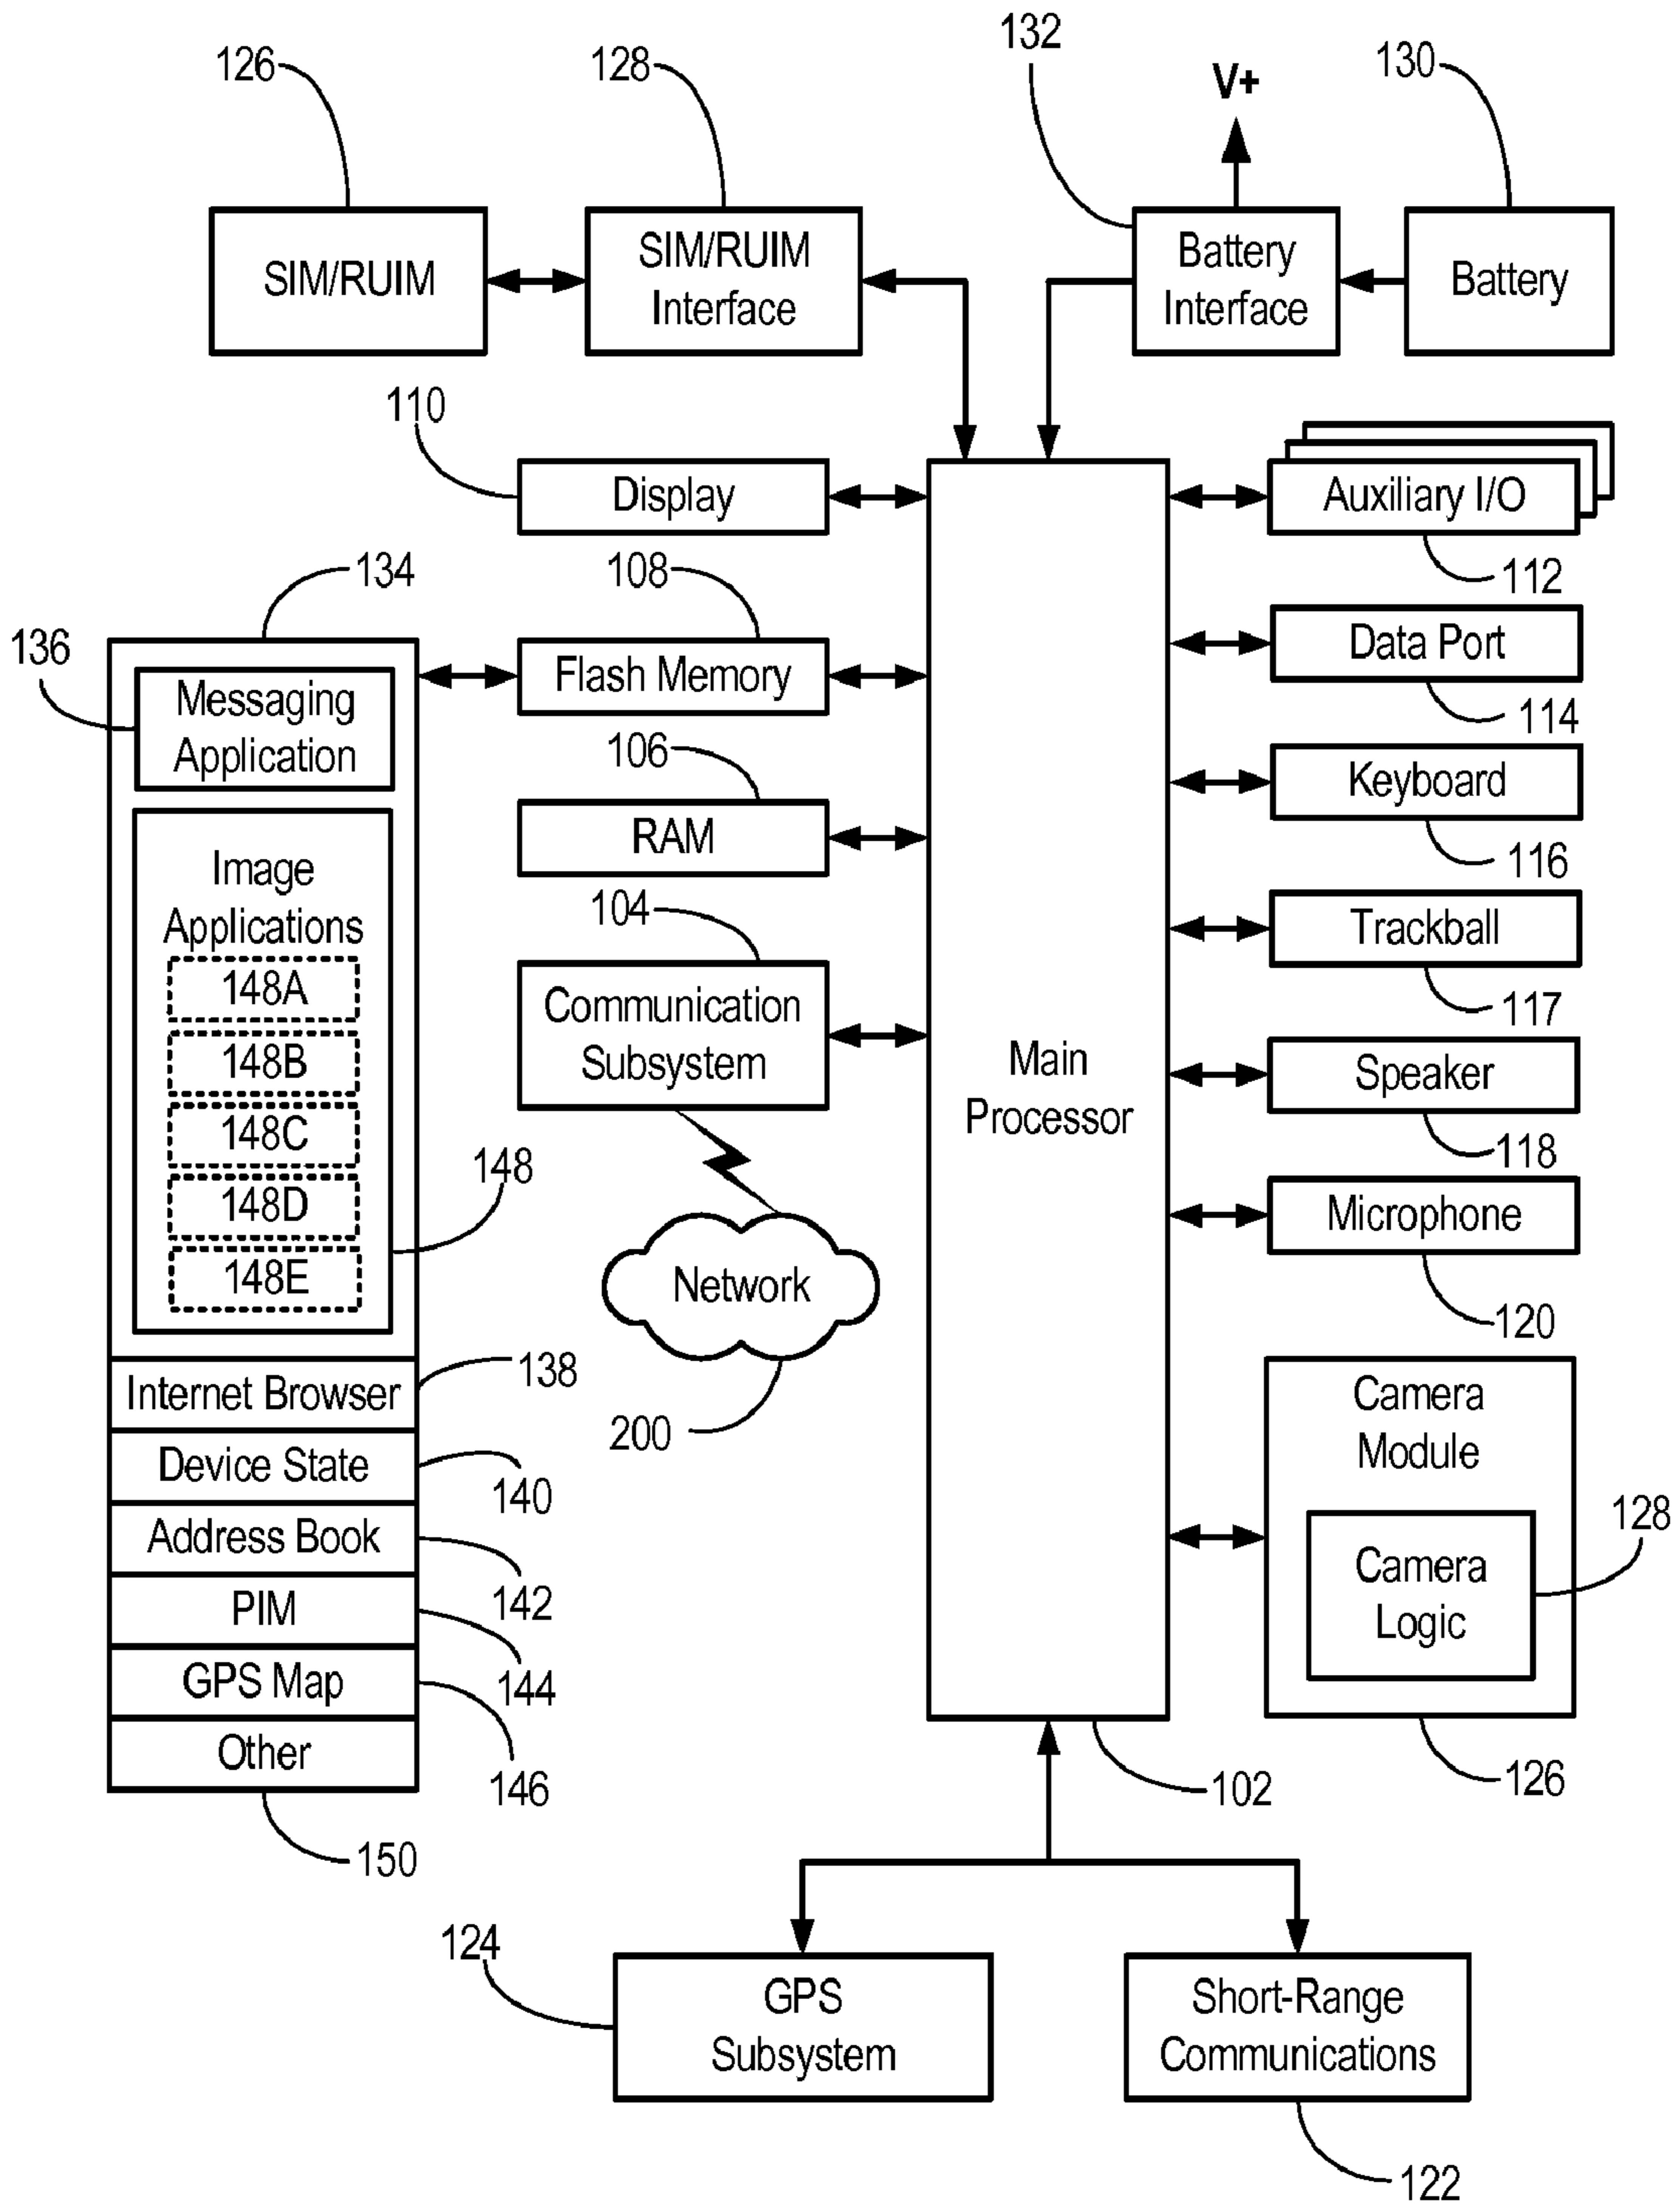 126
128
132
V+
130
SIM/RUIM
SIM/RUIM
Interface
Battery
Interface
Battery
110
Display
Auxiliary I/O
112
134
108
136
Messaging
Application
Flash Memory
Data Port
114
106
RAM
Keyboard
116
Image
Applications
148A
148B
148C
148D
148E
148
104
Communication
Subsystem
Main
Processor
Trackball
117
Speaker
118
Microphone
120
Network
200
Internet Browser
138
Device State
140
Address Book
142
PIM
144
GPS Map
146
Other
150
Camera
Module
Camera
Logic
128
126
102
124
GPS
Subsystem
Short-Range
Communications
122